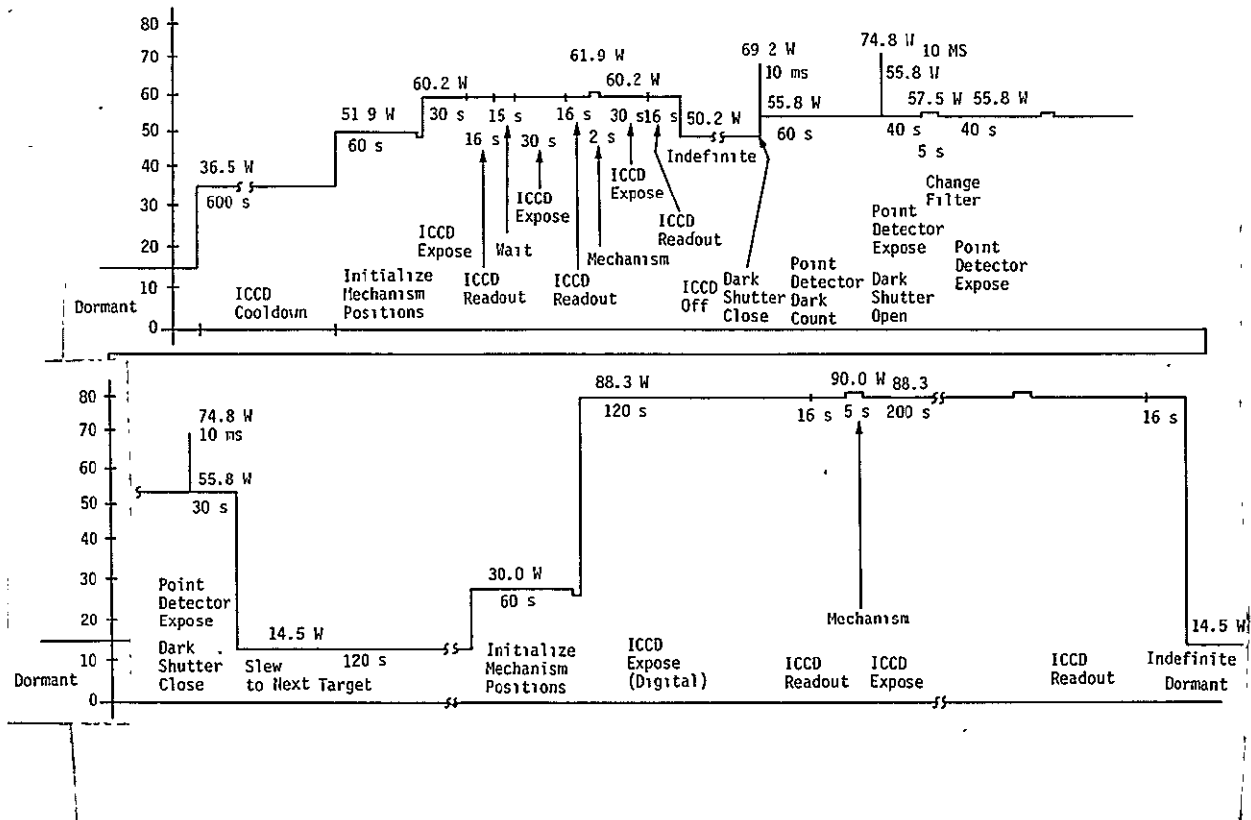 80
70
60
50
40
30
20
10
0
Dormant
36.5 W
600 s
ICCD
Cooldown
51 9 W
60 s
Initialize
Mechanism
Positions
60.2 W
30 s
ICCD
Expose
16 s
ICCD
Readout
15 s
Wait
30 s
ICCD
Expose
16 s
ICCD
Readout
61.9 W
2 s
Mechanism
60.2 W
30 s
ICCD
Expose
16 s
ICCD
Readout
50.2 W
Indefinite
ICCD
Off
69 2 W
10 ms
Dark
Shutter
Close
55.8 W
60 s
Point
Detector
Dark
Count
74.8 W
10 MS
55.8 W
40 s
Point
Detector
Expose
Dark
Shutter
Open
57.5 W
5 s
Change
Filter
55.8 W
40 s
Point
Detector
Expose
80
70
60
50
40
30
20
10
0
Dormant
74.8 W
10 ms
55.8 W
30 s
Point
Detector
Expose
Dark
Shutter
Close
14.5 W
120 s
Slew
to Next Target
30.0 W
60 s
Initialize
Mechanism
Positions
88.3 W
120 s
ICCD
Expose
(Digital)
16 s
ICCD
Readout
90.0 W
5 s
Mechanism
88.3
200 s
ICCD
Expose
16 s
ICCD
Readout
14.5 W
Indefinite
Dormant